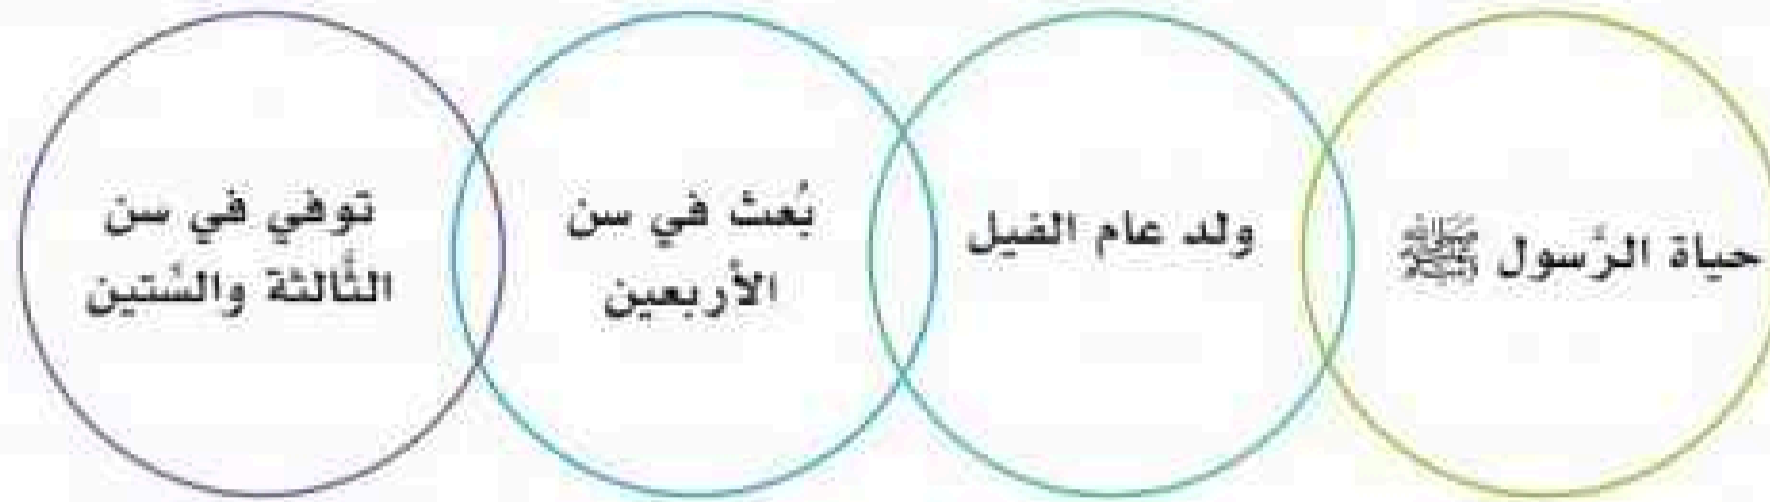 حياة الرَّسول ﷺ
ولد عام الفيل
بُعث في سن
الأربعين
توفي في سن
الثَّالثة والسَّتين